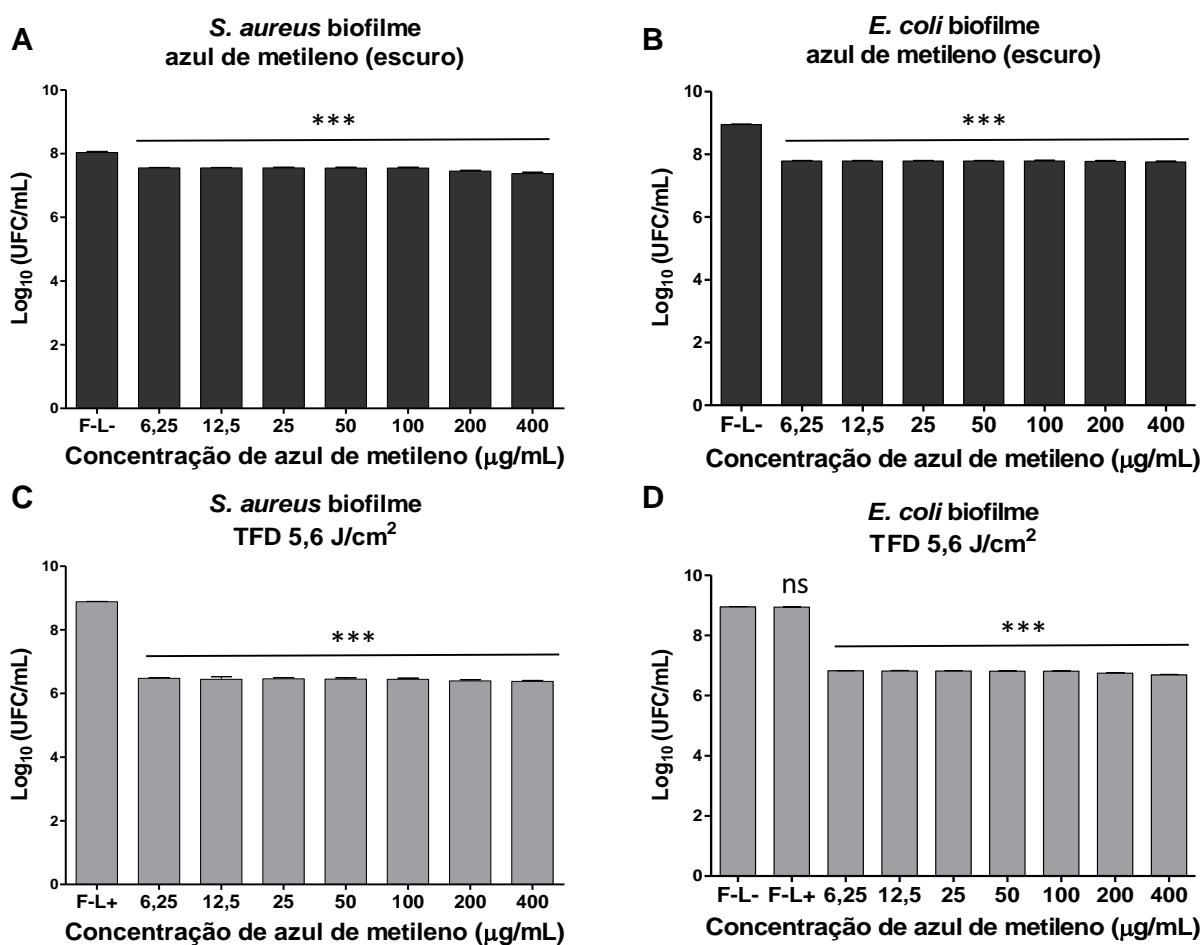 A
S. aureus biofilme
azul de metileno (escuro)
Log₁₀ (UFC/mL)
10
8
6
4
2
0
***
F-L- 6,25 12,5 25 50 100 200 400
Concentração de azul de metileno (μg/mL)
B
E. coli biofilme
azul de metileno (escuro)
Log₁₀ (UFC/mL)
10
8
6
4
2
0
***
F-L- 6,25 12,5 25 50 100 200 400
Concentração de azul de metileno (μg/mL)
C
S. aureus biofilme
TFD 5,6 J/cm²
Log₁₀ (UFC/mL)
10
8
6
4
2
0
***
F-L+ 6,25 12,5 25 50 100 200 400
Concentração de azul de metileno (μg/mL)
D
E. coli biofilme
TFD 5,6 J/cm²
Log₁₀ (UFC/mL)
10
8
6
4
2
0
ns
***
F-L- F-L+ 6,25 12,5 25 50 100 200 400
Concentração de azul de metileno (μg/mL)